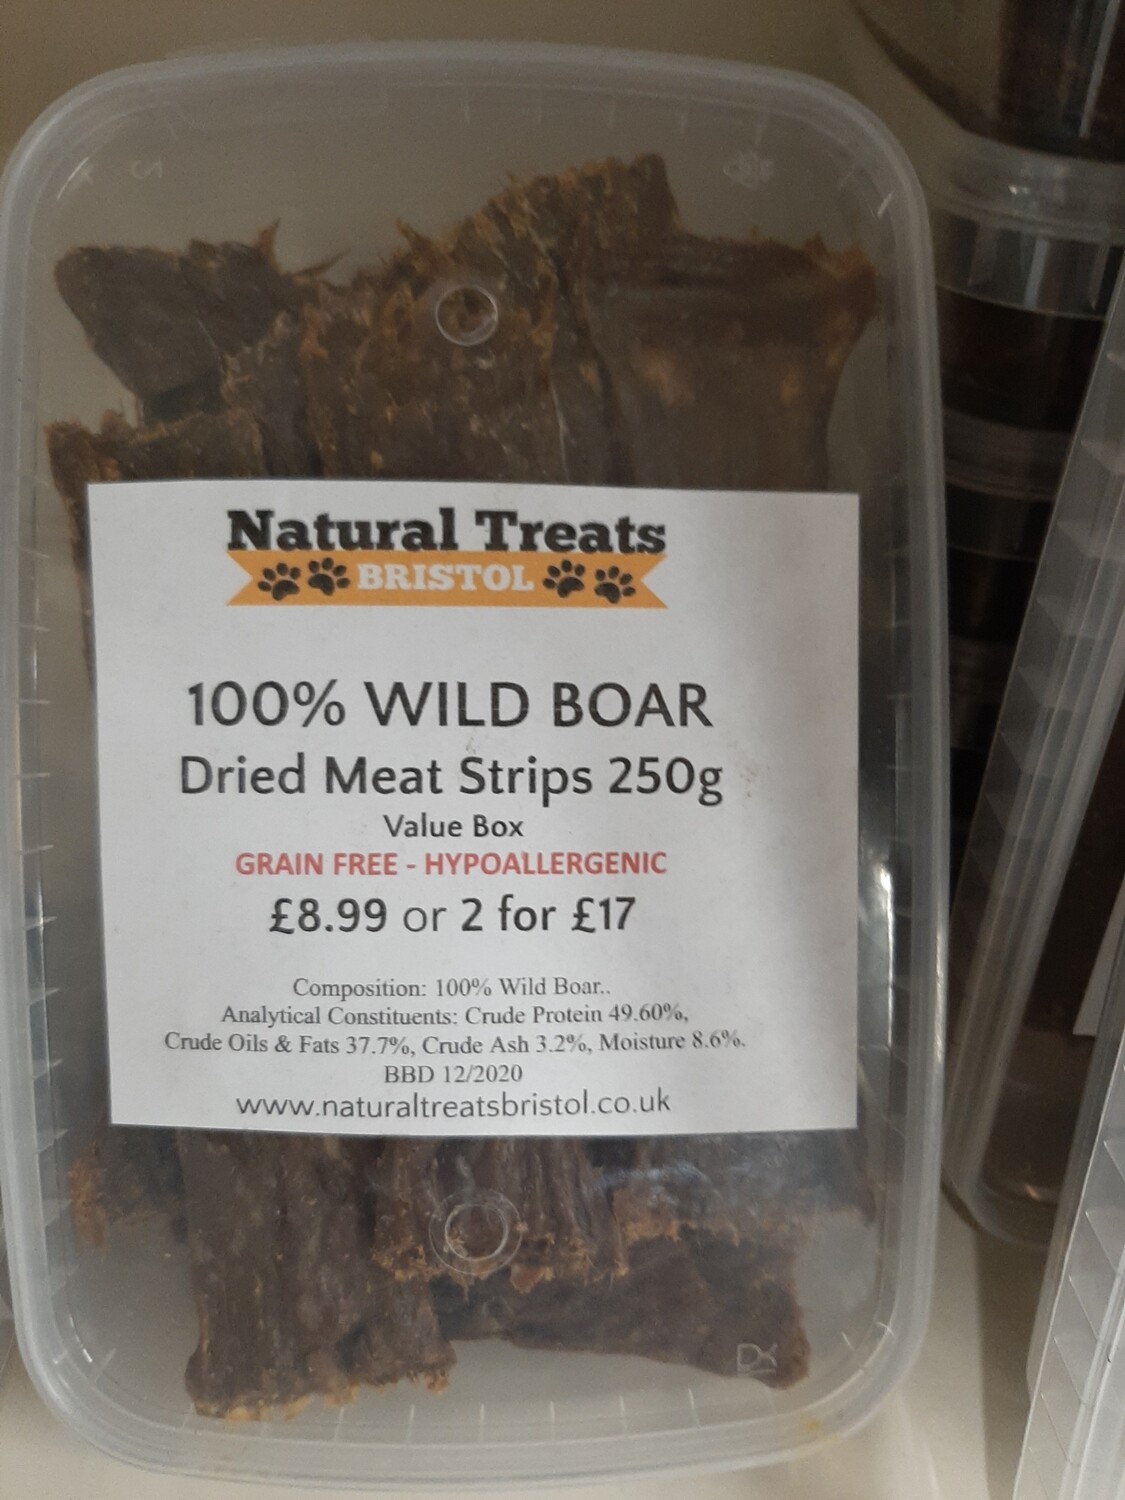 Natural Treats
BRISTOL
100% WILD BOAR
Dried Meat Strips 250g
Value Box
GRAIN FREE - HYPOALLERGENIC
£8.99 or 2 for £17
Composition: 100% Wild Boar..
Analytical Constituents: Crude Protein 49.60%,
Crude Oils & Fats 37.7%, Crude Ash 3.2%, Moisture 8.6%.
BBD 12/2020
www.naturaltreatsbristol.co.uk